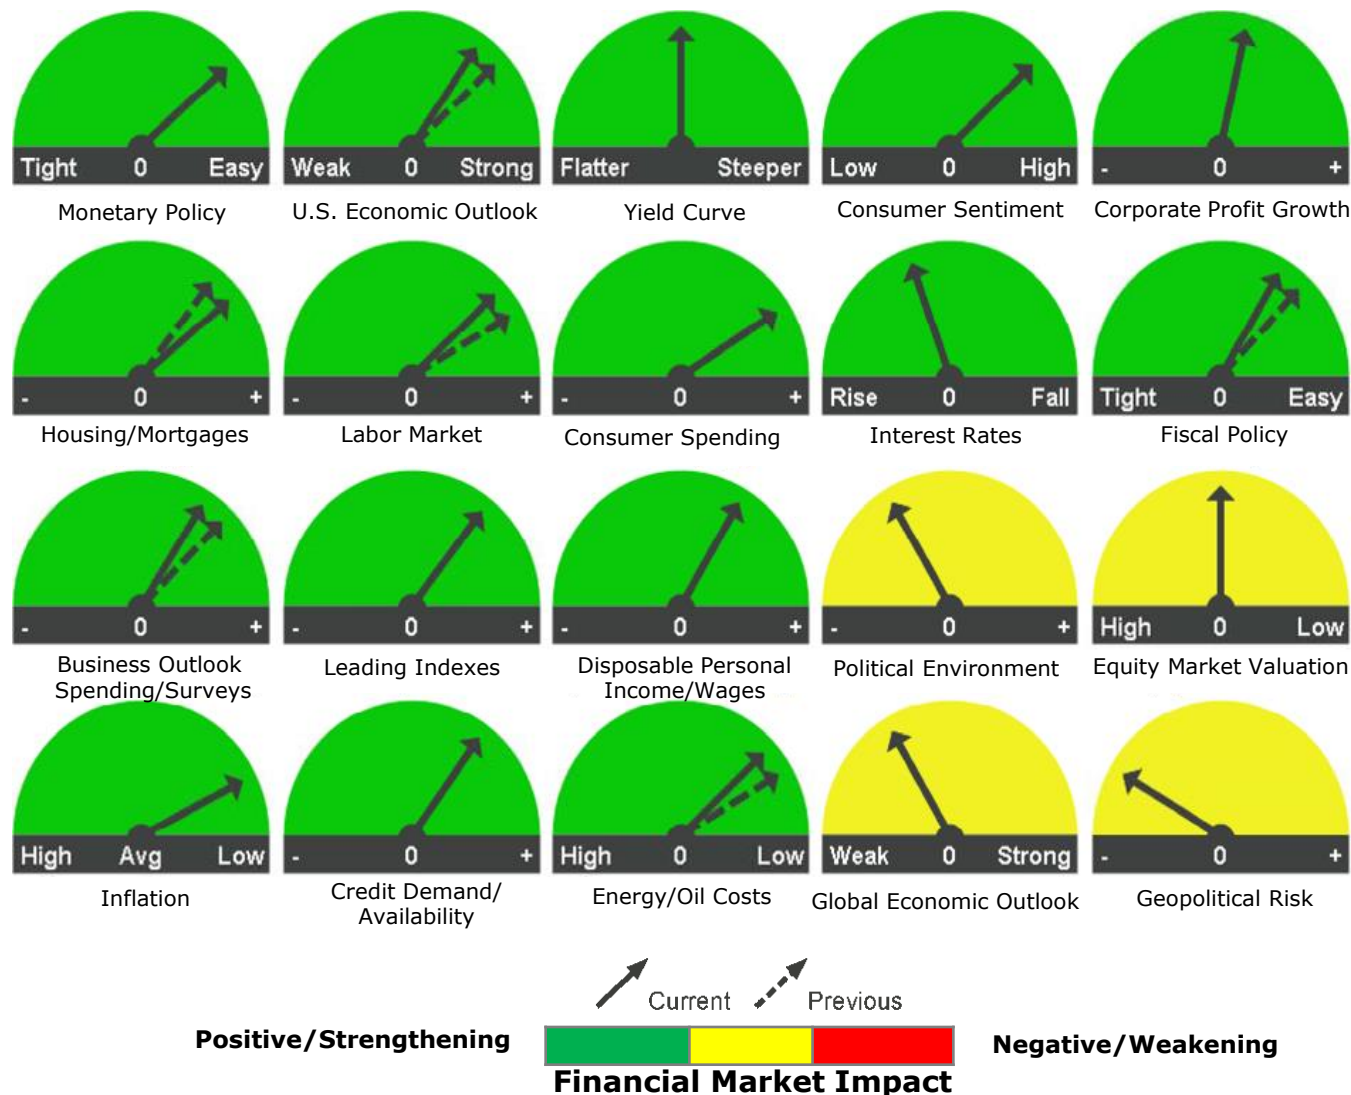 Tight 0 Easy
Weak 0 Strong
Flatter Steeper
Low 0 High
- 0 +
Monetary Policy
U.S. Economic Outlook
Yield Curve
Consumer Sentiment
Corporate Profit Growth
- 0 +
- 0 +
- 0 +
Rise 0 Fall
Tight 0 Easy
Housing/Mortgages
Labor Market
Consumer Spending
Interest Rates
Fiscal Policy
- 0 +
- 0 +
- 0 +
- 0 +
High 0 Low
Business Outlook
Spending/Surveys
Leading Indexes
Disposable Personal
Income/Wages
Political Environment
Equity Market Valuation
High Avg Low
- 0 +
High 0 Low
Weak 0 Strong
- 0 +
Inflation
Credit Demand/
Availability
Energy/Oil Costs
Global Economic Outlook
Geopolitical Risk
Current
Previous
Positive/Strengthening
Negative/Weakening
Financial Market Impact